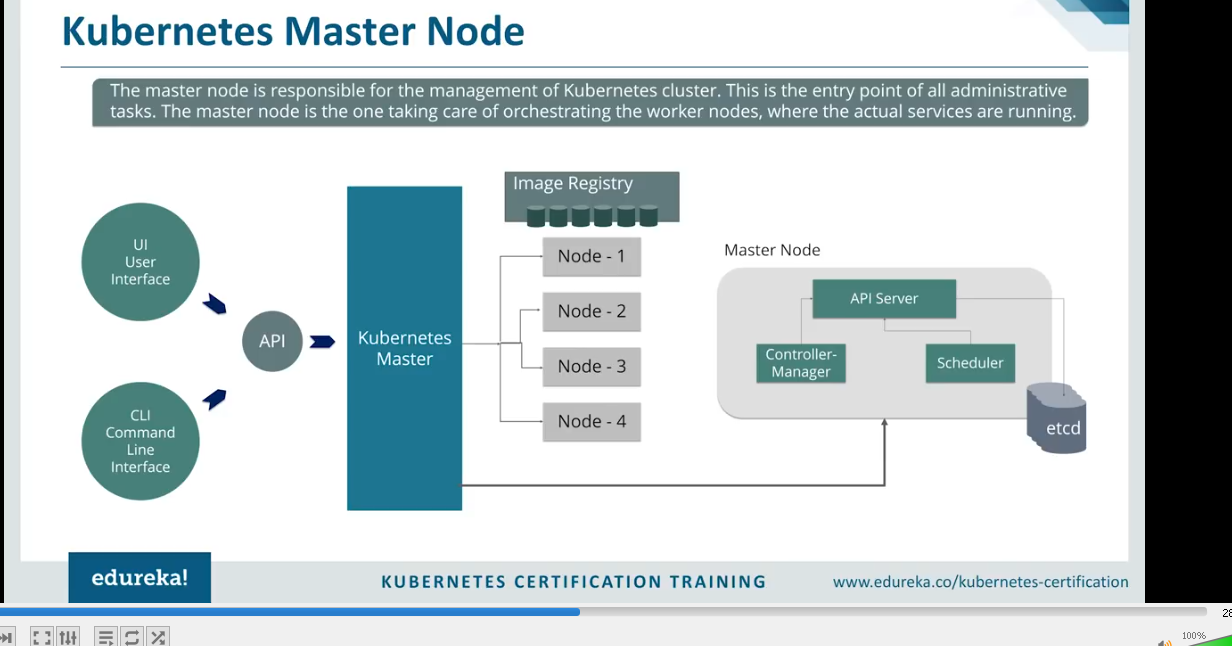 Kubernetes Master Node
The master node is responsible for the management of Kubernetes cluster. This is the entry point of all administrative
tasks. The master node is the one taking care of orchestrating the worker nodes, where the actual services are running.
UI
User
Interface
CLI
Command
Line
Interface
API
Kubernetes
Master
Image Registry
Node - 1
Node - 2
Node - 3
Node - 4
Master Node
API Server
Controller-
Manager
Scheduler
etcd
edureka!
KUBERNETES CERTIFICATION TRAINING
www.edureka.co/kubernetes-certification
100%